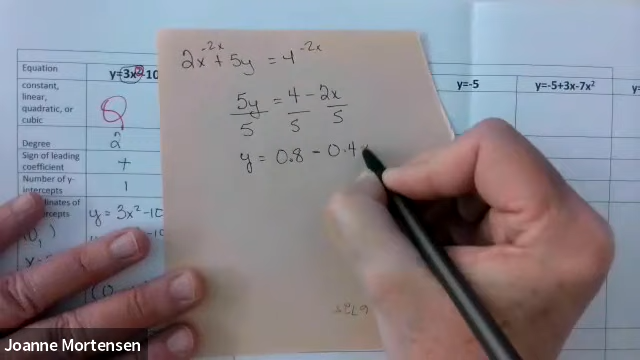 Equation
y=3x²-10
y=-5
y=-5+3x-7x²
constant,
linear,
quadratic, or
cubic
Q
Degree
2
Sign of leading
coefficient
+
Number of y-
intercepts
1
y = 3x²-10
2x⁻²ˣ + 5y = 4⁻²ˣ
5y = 4 - 2x
5 5 5
y = 0.8 - 0.4
Joanne Mortensen